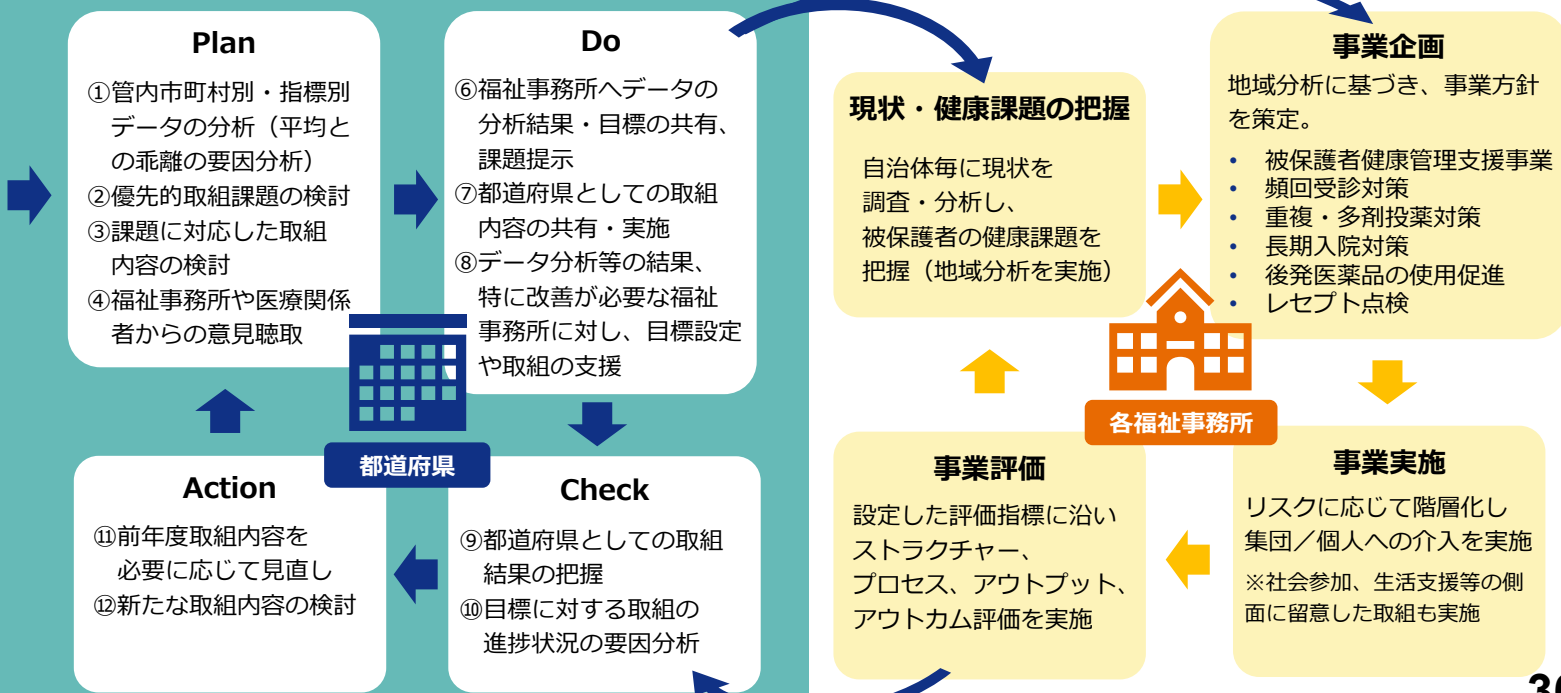 Plan
①管内市町村別・指標別
データの分析（平均と
の乖離の要因分析）
②優先的取組課題の検討
③課題に対応した取組
内容の検討
④福祉事務所や医療関係
者からの意見聴取
Do
⑥福祉事務所へデータの
分析結果・目標の共有、
課題提示
⑦都道府県としての取組
内容の共有・実施
⑧データ分析等の結果、
特に改善が必要な福祉
事務所に対し、目標設定
や取組の支援
都道府県
Action
⑪前年度取組内容を
必要に応じて見直し
⑫新たな取組内容の検討
Check
⑨都道府県としての取組
結果の把握
⑩目標に対する取組の
進捗状況の要因分析
現状・健康課題の把握
自治体毎に現状を
調査・分析し、
被保護者の健康課題を
把握（地域分析を実施）
事業企画
地域分析に基づき、事業方針
を策定。
• 被保護者健康管理支援事業
• 頻回受診対策
• 重複・多剤投薬対策
• 長期入院対策
• 後発医薬品の使用促進
• レセプト点検
各福祉事務所
事業評価
設定した評価指標に沿い
ストラクチャー、
プロセス、アウトプット、
アウトカム評価を実施
事業実施
リスクに応じて階層化し
集団／個人への介入を実施
※社会参加、生活支援等の側
面に留意した取組も実施